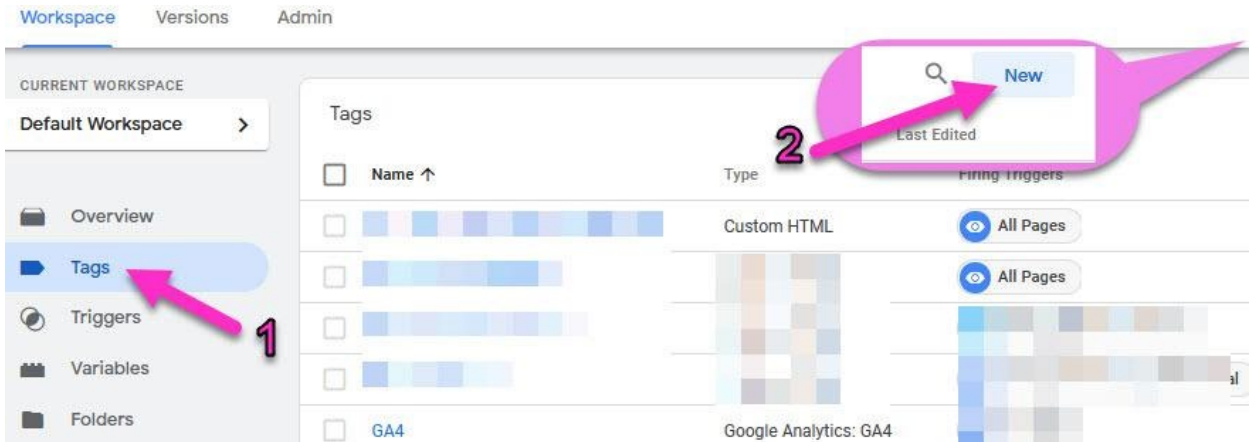 Workspace Versions Admin
CURRENT WORKSPACE
Default Workspace
Overview
Tags
Triggers
Variables
Folders
1
Tags
New
2
Last Edited
Name Type Firing Triggers
Custom HTML All Pages
All Pages
al
GA4 Google Analytics: GA4